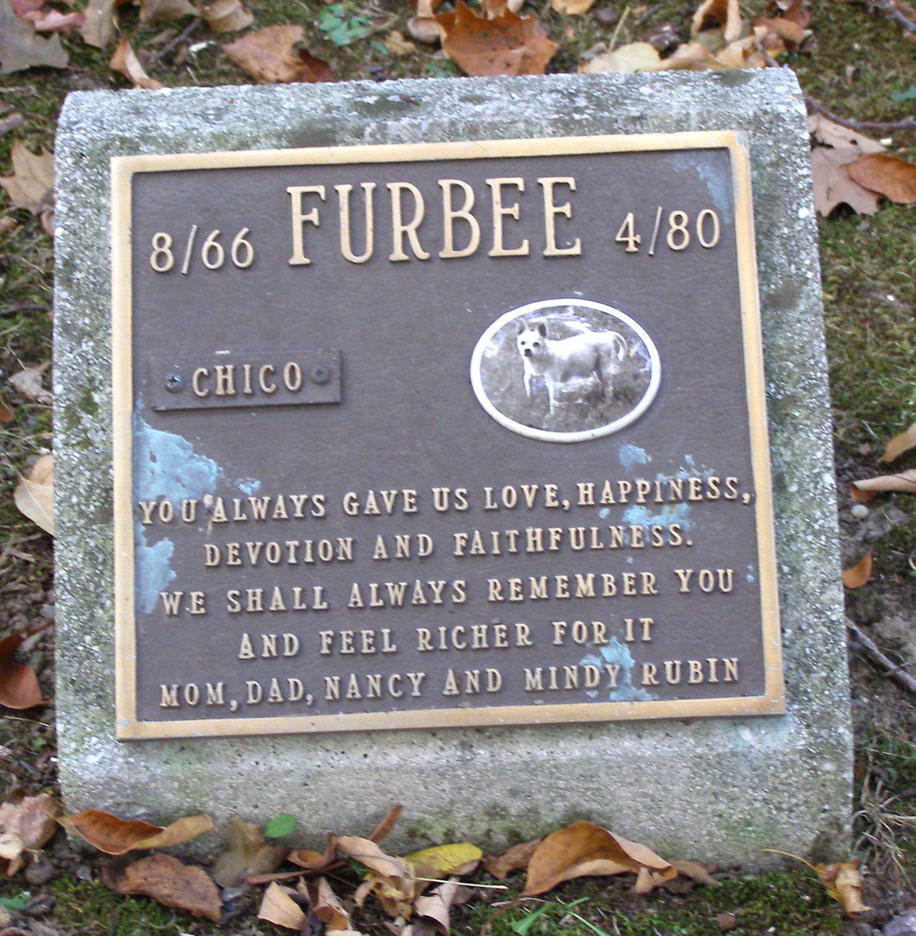 8/66 FURBEE 4/80
CHICO
YOU ALWAYS GAVE US LOVE, HAPPINESS,
DEVOTION AND FAITHFULNESS.
WE SHALL ALWAYS REMEMBER YOU
AND FEEL RICHER FOR IT
MOM, DAD, NANCY AND MINDY RUBIN